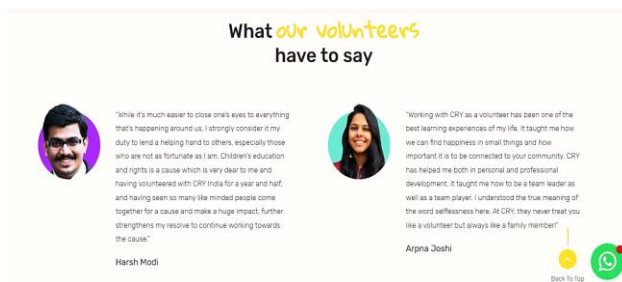 What our volunteers
have to say
"While it's much easier to close one's eyes to everything
that's happening around us, I strongly consider it my
duty to lend a helping hand to others, especially those
who are not as fortunate as I am. Children's education
and rights is a cause which is very dear to me and
having volunteered with CRY India for a year and half,
and having seen so many like minded people come
together for a cause and make a huge impact, further
strengthens my resolve to continue working towards
the cause."
Harsh Modi
"Working with CRY as a volunteer has been one of the
best learning experiences of my life. It taught me how
we can find happiness in small things and how
important it is to be connected to your community. CRY
has helped me both in personal and professional
development. It taught me how to be a team leader as
well as a team player. I understood the true meaning of
the word selflessness here. At CRY, they never treat you
like a volunteer but always like a family member!"
Arpna Joshi
Back To Top